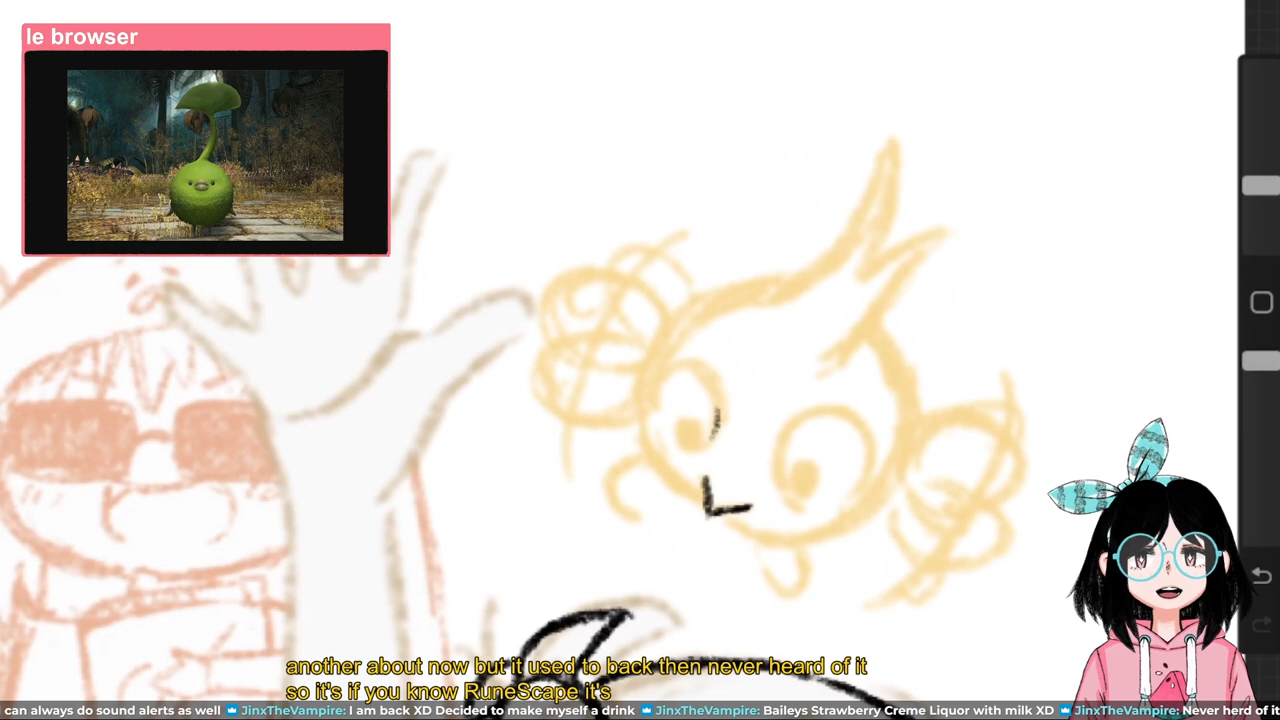 le browser
another about now but it used to back then never heard of it
so it's if you know RuneScape it's
can always do sound alerts as well JinxTheVampire: I am back XD Decided to make myself a drink JinxTheVampire: Baileys Strawberry Creme Liquor with milk XD JinxTheVampire: Never herd of it